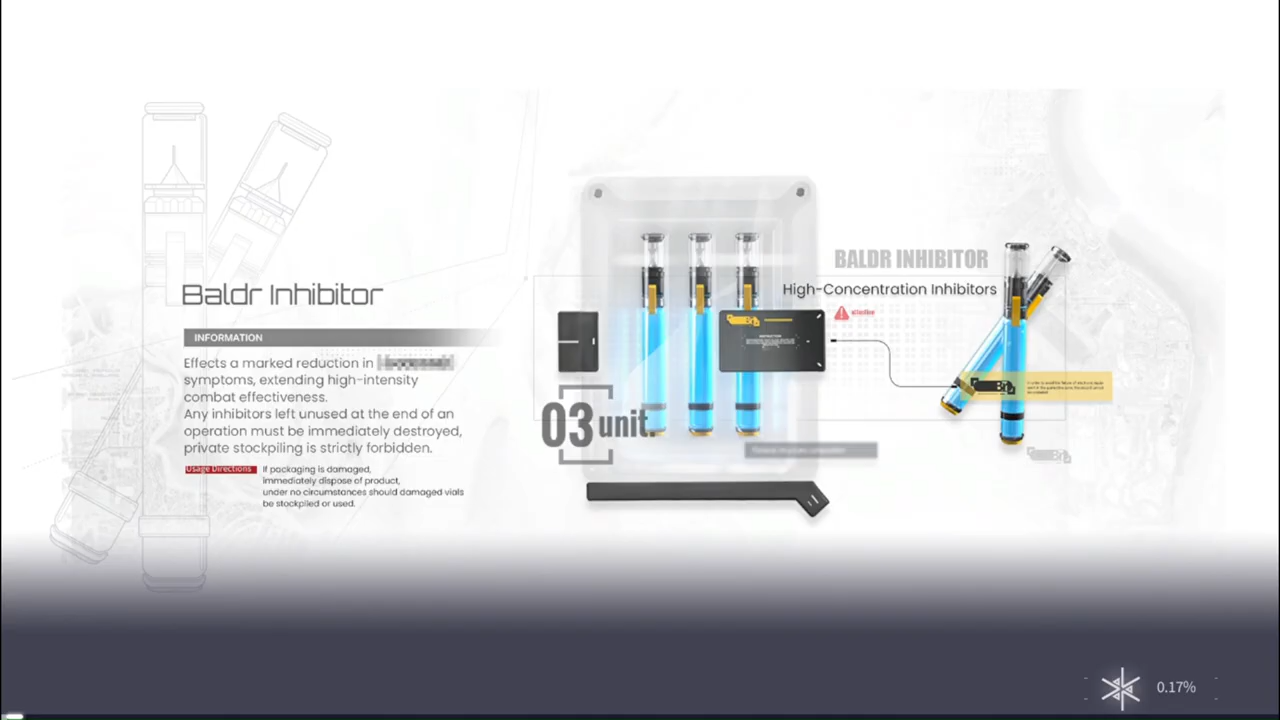 Baldr Inhibitor
INFORMATION
Effects a marked reduction in
symptoms, extending high-intensity
combat effectiveness.
Any inhibitors left unused at the end of an
operation must be immediately destroyed,
private stockpiling is strictly forbidden.
Usage Directions
If packaging is damaged,
immediately dispose of product,
under no circumstances should damaged vials
be stockpiled or used.
03 unit.
BALDR INHIBITOR
High-Concentration Inhibitors
0.17%